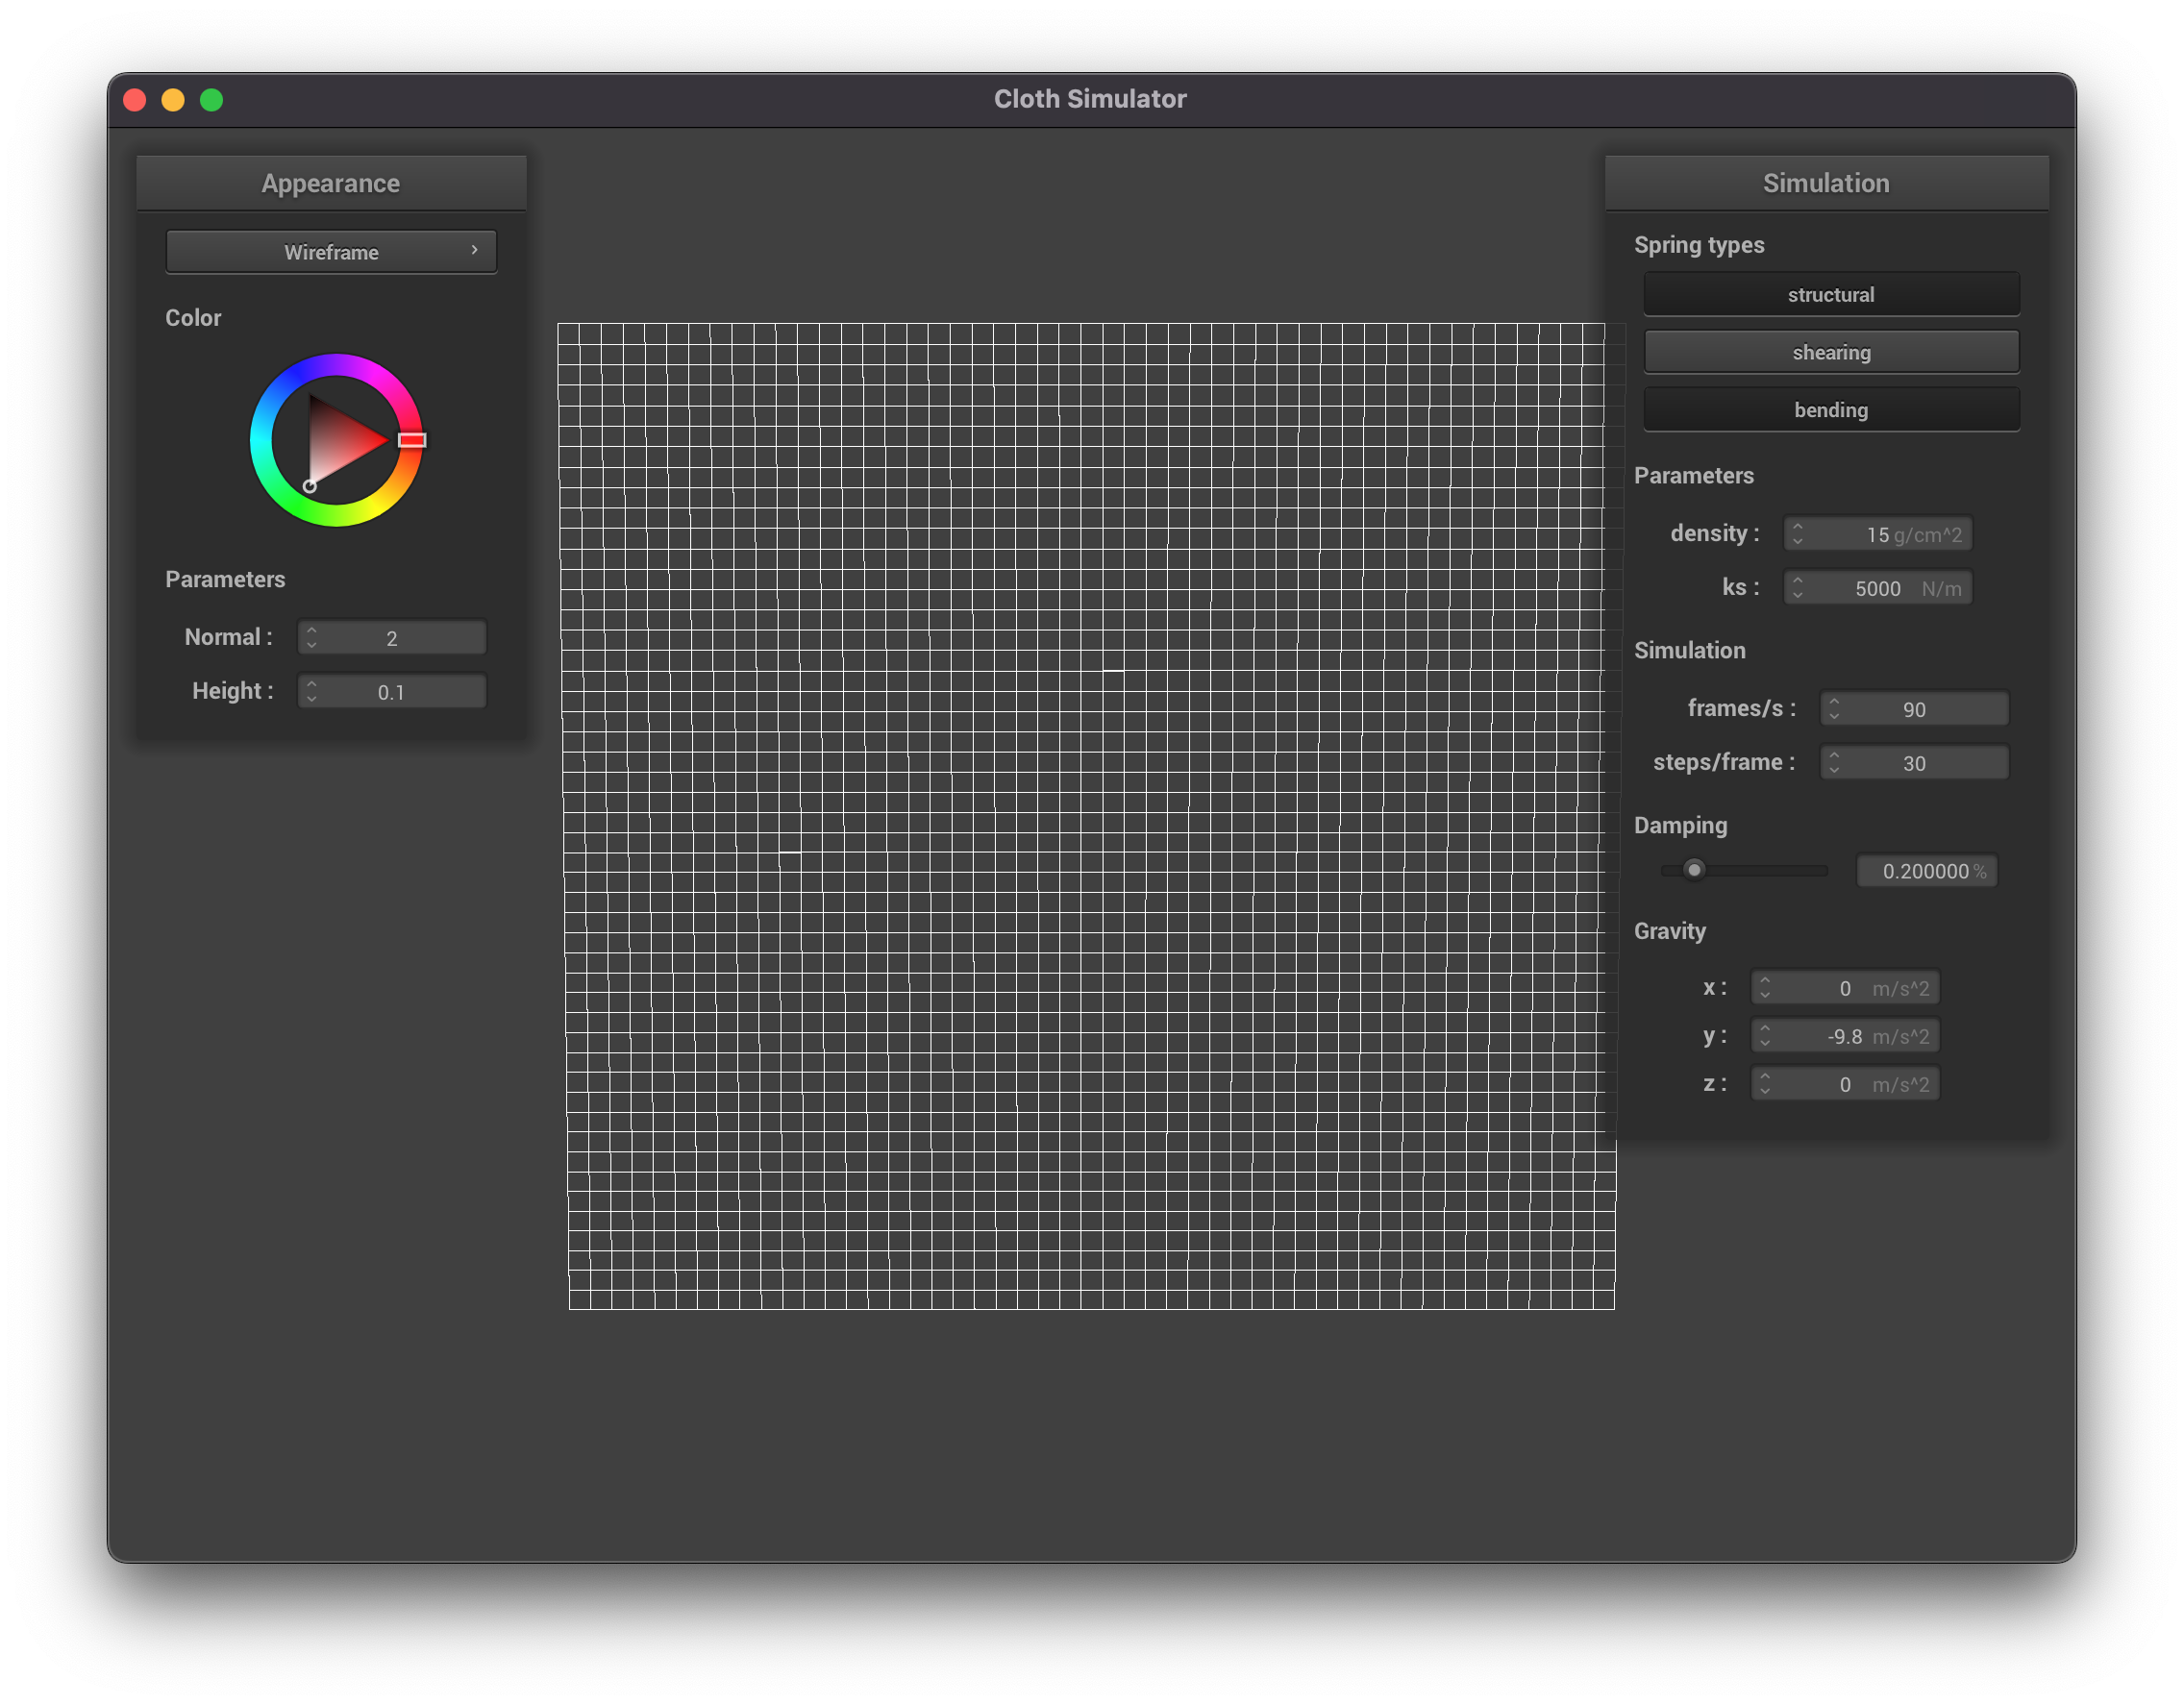 Cloth Simulator
Appearance
Wireframe
Color
Parameters
Normal : 2
Height : 0.1
Simulation
Spring types
structural
shearing
bending
Parameters
density : 15 g/cm^2
ks : 5000 N/m
Simulation
frames/s : 90
steps/frame : 30
Damping
0.200000 %
Gravity
x : 0 m/s^2
y : -9.8 m/s^2
z : 0 m/s^2